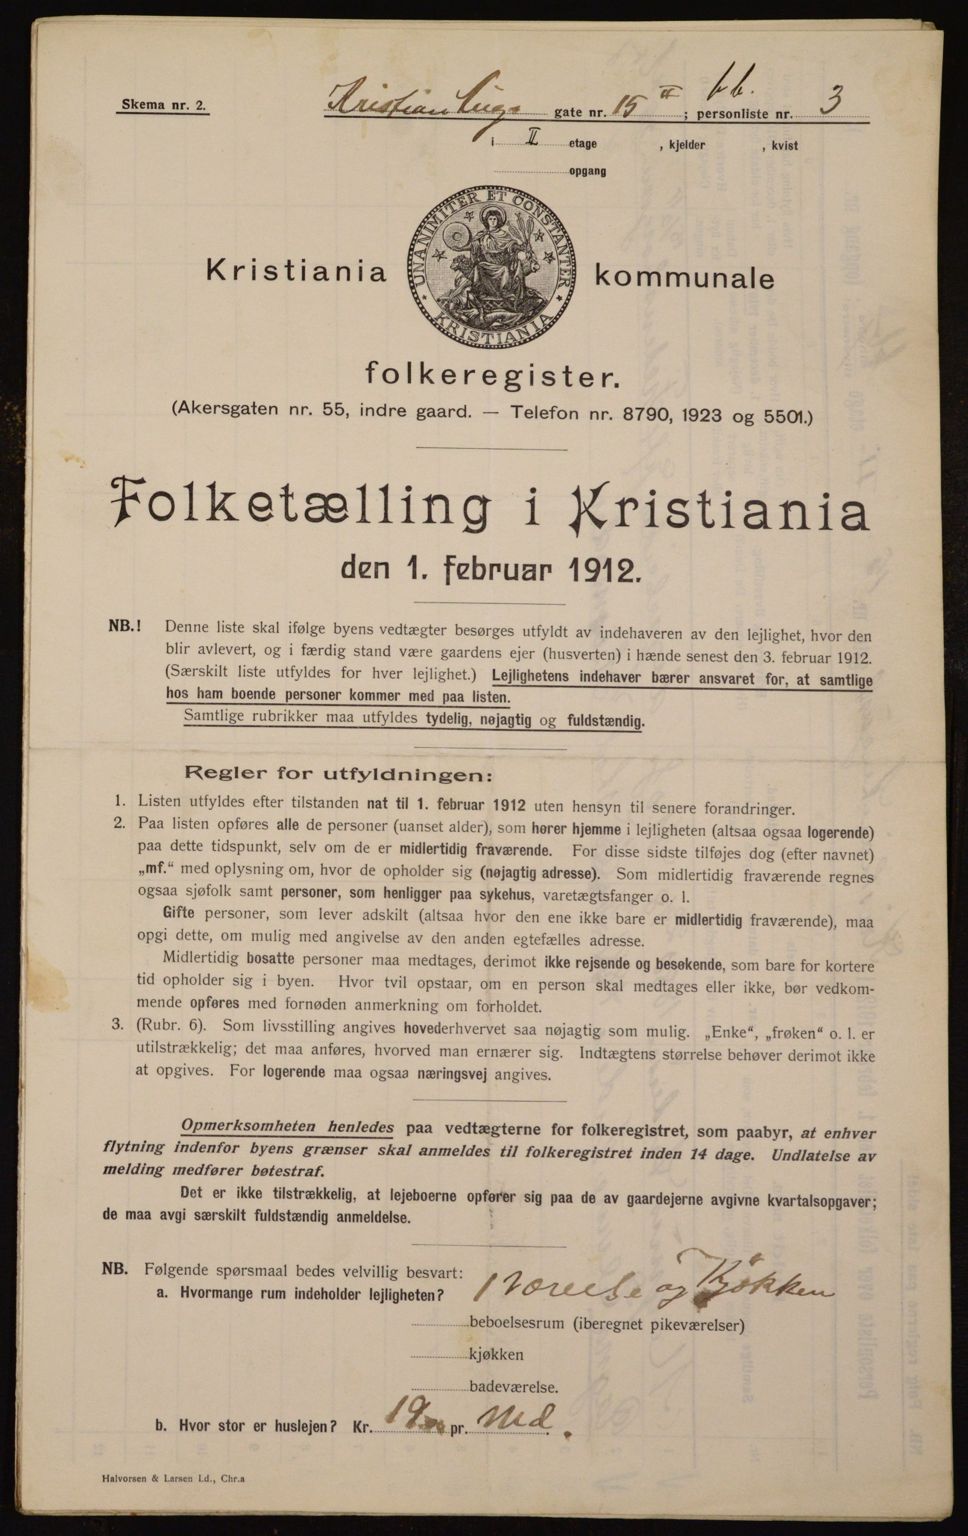 Skema nr. 2.
Kristian Augs gate nr. 15 II bb. ; personliste nr. 3
i II etage , kjelder , kvist
opgang
UNANIMITER ET CONSTANTER
KRISTIANIA
Kristiania kommunale
folkeregister.
(Akersgaten nr. 55, indre gaard. — Telefon nr. 8790, 1923 og 5501.)
Folketælling i Kristiania
den 1. februar 1912.
NB.! Denne liste skal ifølge byens vedtægter besørges utfyldt av indehaveren av den lejlighet, hvor den
blir avlevert, og i færdig stand være gaardens ejer (husverten) i hænde senest den 3. februar 1912.
(Særskilt liste utfyldes for hver lejlighet.) Lejlighetens indehaver bærer ansvaret for, at samtlige
hos ham boende personer kommer med paa listen.
Samtlige rubrikker maa utfyldes tydelig, nøjagtig og fuldstændig.
Regler for utfyldningen:
1. Listen utfyldes efter tilstanden nat til 1. februar 1912 uten hensyn til senere forandringer.
2. Paa listen opføres alle de personer (uanset alder), som hører hjemme i lejligheten (altsaa ogsaa logerende)
paa dette tidspunkt, selv om de er midlertidig fraværende. For disse sidste tilføjes dog (efter navnet)
„mf.“ med oplysning om, hvor de opholder sig (nøjagtig adresse). Som midlertidig fraværende regnes
ogsaa sjøfolk samt personer, som henligger paa sykehus, varetægtsfanger o. l.
Gifte personer, som lever adskilt (altsaa hvor den ene ikke bare er midlertidig fraværende), maa
opgi dette, om mulig med angivelse av den anden egtefælles adresse.
Midlertidig bosatte personer maa medtages, derimot ikke rejsende og besøkende, som bare for kortere
tid opholder sig i byen. Hvor tvil opstaar, om en person skal medtages eller ikke, bør vedkom-
mende opføres med fornøden anmerkning om forholdet.
3. (Rubr. 6). Som livsstilling angives hovederhvervet saa nøjagtig som mulig. „Enke“, „frøken“ o. l. er
utilstrækkelig; det maa anføres, hvorved man ernærer sig. Indtægtens størrelse behøver derimot ikke
at opgives. For logerende maa ogsaa næringsvej angives.
Opmerksomheten henledes paa vedtægterne for folkeregistret, som paabyr, at enhver
flytning indenfor byens grænser skal anmeldes til folkeregistret inden 14 dage. Undlatelse av
melding medfører bøtestraf.
Det er ikke tilstrækkelig, at lejeboerne opfører sig paa de av gaardejerne avgivne kvartalsopgaver;
de maa avgi særskilt fuldstændig anmeldelse.
NB. Følgende spørsmaal bedes velvillig besvart:
a. Hvormange rum indeholder lejligheten? 1 værelse og Kjøkken
beboelsesrum (iberegnet pikeværelser)
kjøkken
badeværelse.
b. Hvor stor er huslejen? Kr. 19 pr. Md.
Halvorsen & Larsen Ld., Chr.a